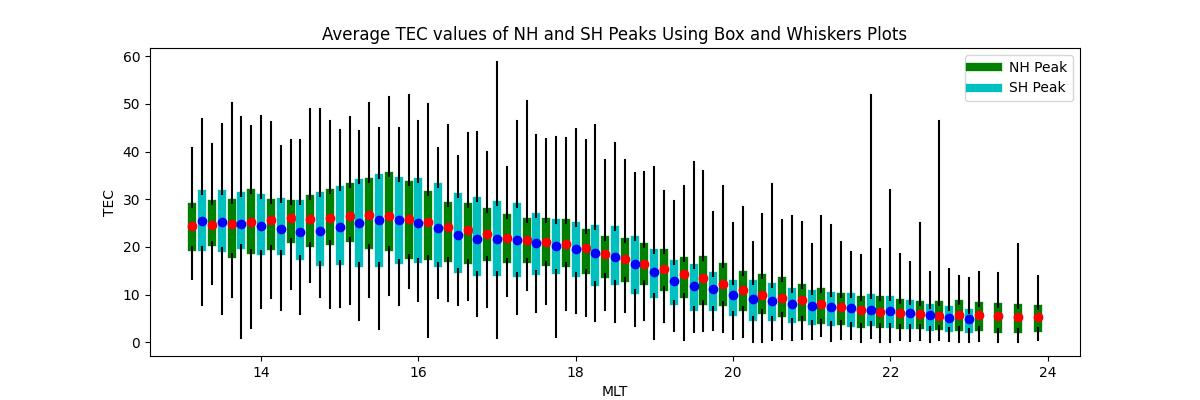 Average TEC values of NH and SH Peaks Using Box and Whiskers Plots
NH Peak
SH Peak
60
50
40
30
20
10
0
TEC
14 16 18 20 22 24
MLT